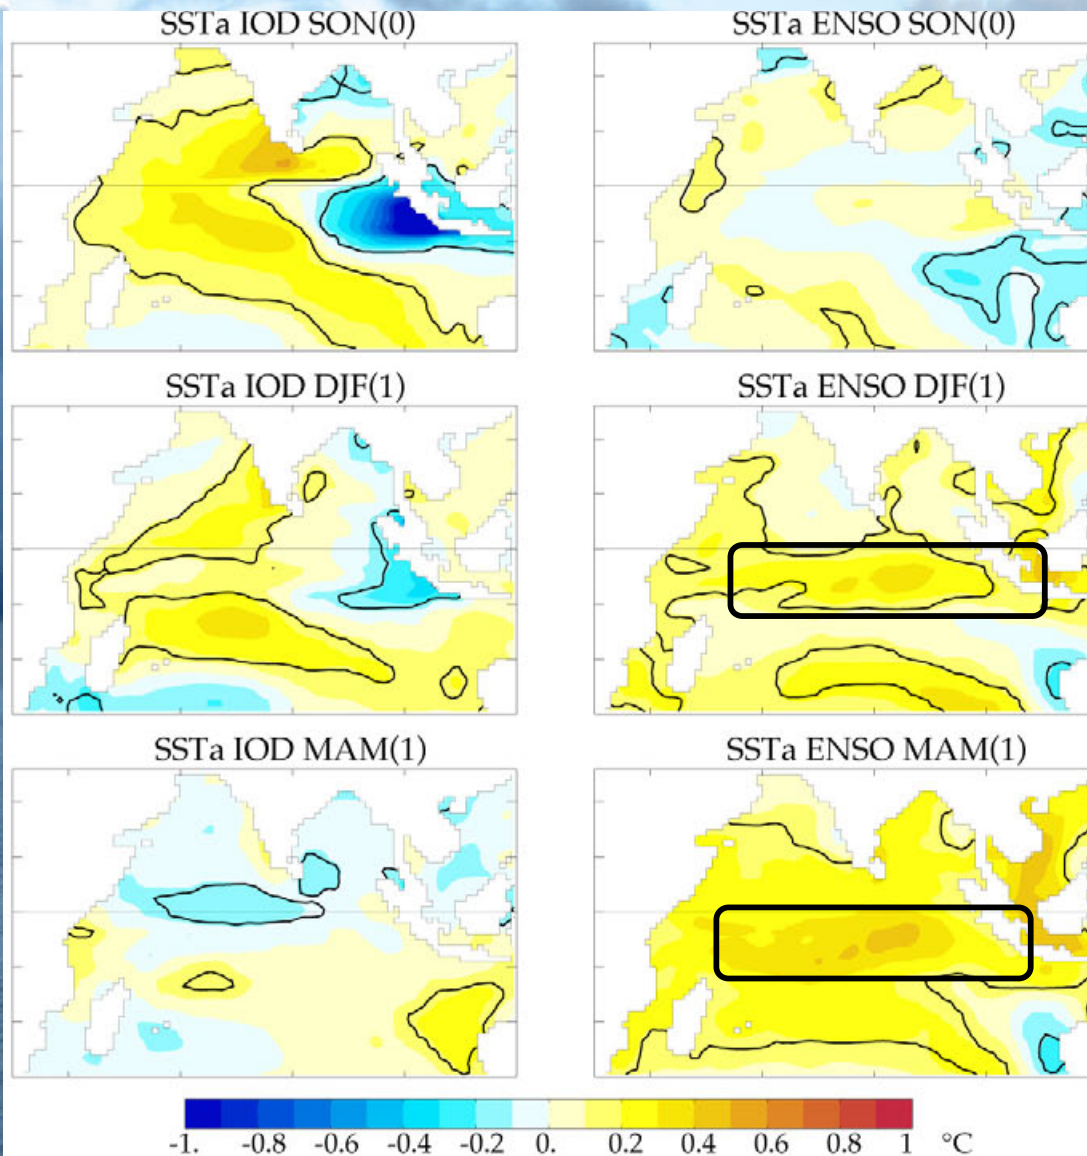 SSTa IOD SON(0)
SSTa ENSO SON(0)
SSTa IOD DJF(1)
SSTa ENSO DJF(1)
SSTa IOD MAM(1)
SSTa ENSO MAM(1)
-1. -0.8 -0.6 -0.4 -0.2 0. 0.2 0.4 0.6 0.8 1 °C